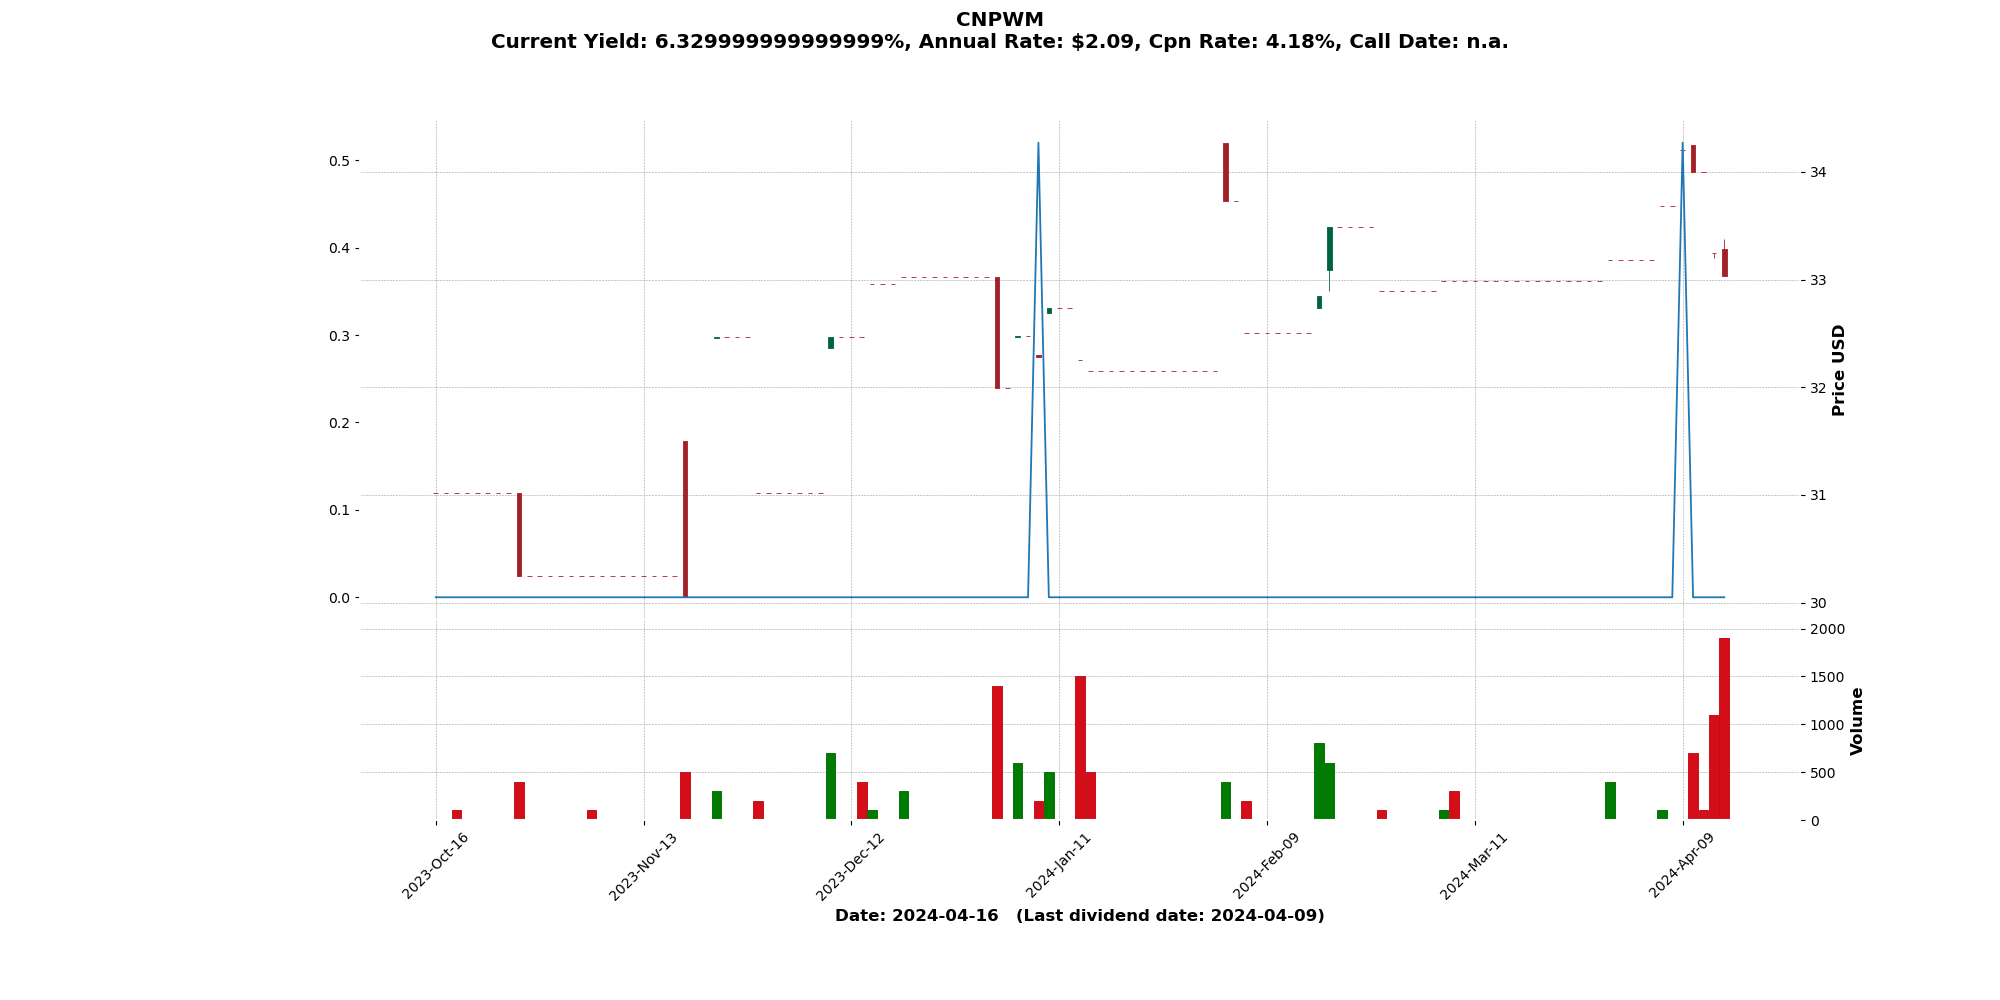 CNPWM
Current Yield: 6.329999999999999%, Annual Rate: $2.09, Cpn Rate: 4.18%, Call Date: n.a.
0.5
0.4
0.3
0.2
0.1
0.0
34
33
32
31
30
Price USD
2000
1500
1000
500
0
Volume
2023-Oct-16
2023-Nov-13
2023-Dec-12
2024-Jan-11
2024-Feb-09
2024-Mar-11
2024-Apr-09
Date: 2024-04-16   (Last dividend date: 2024-04-09)